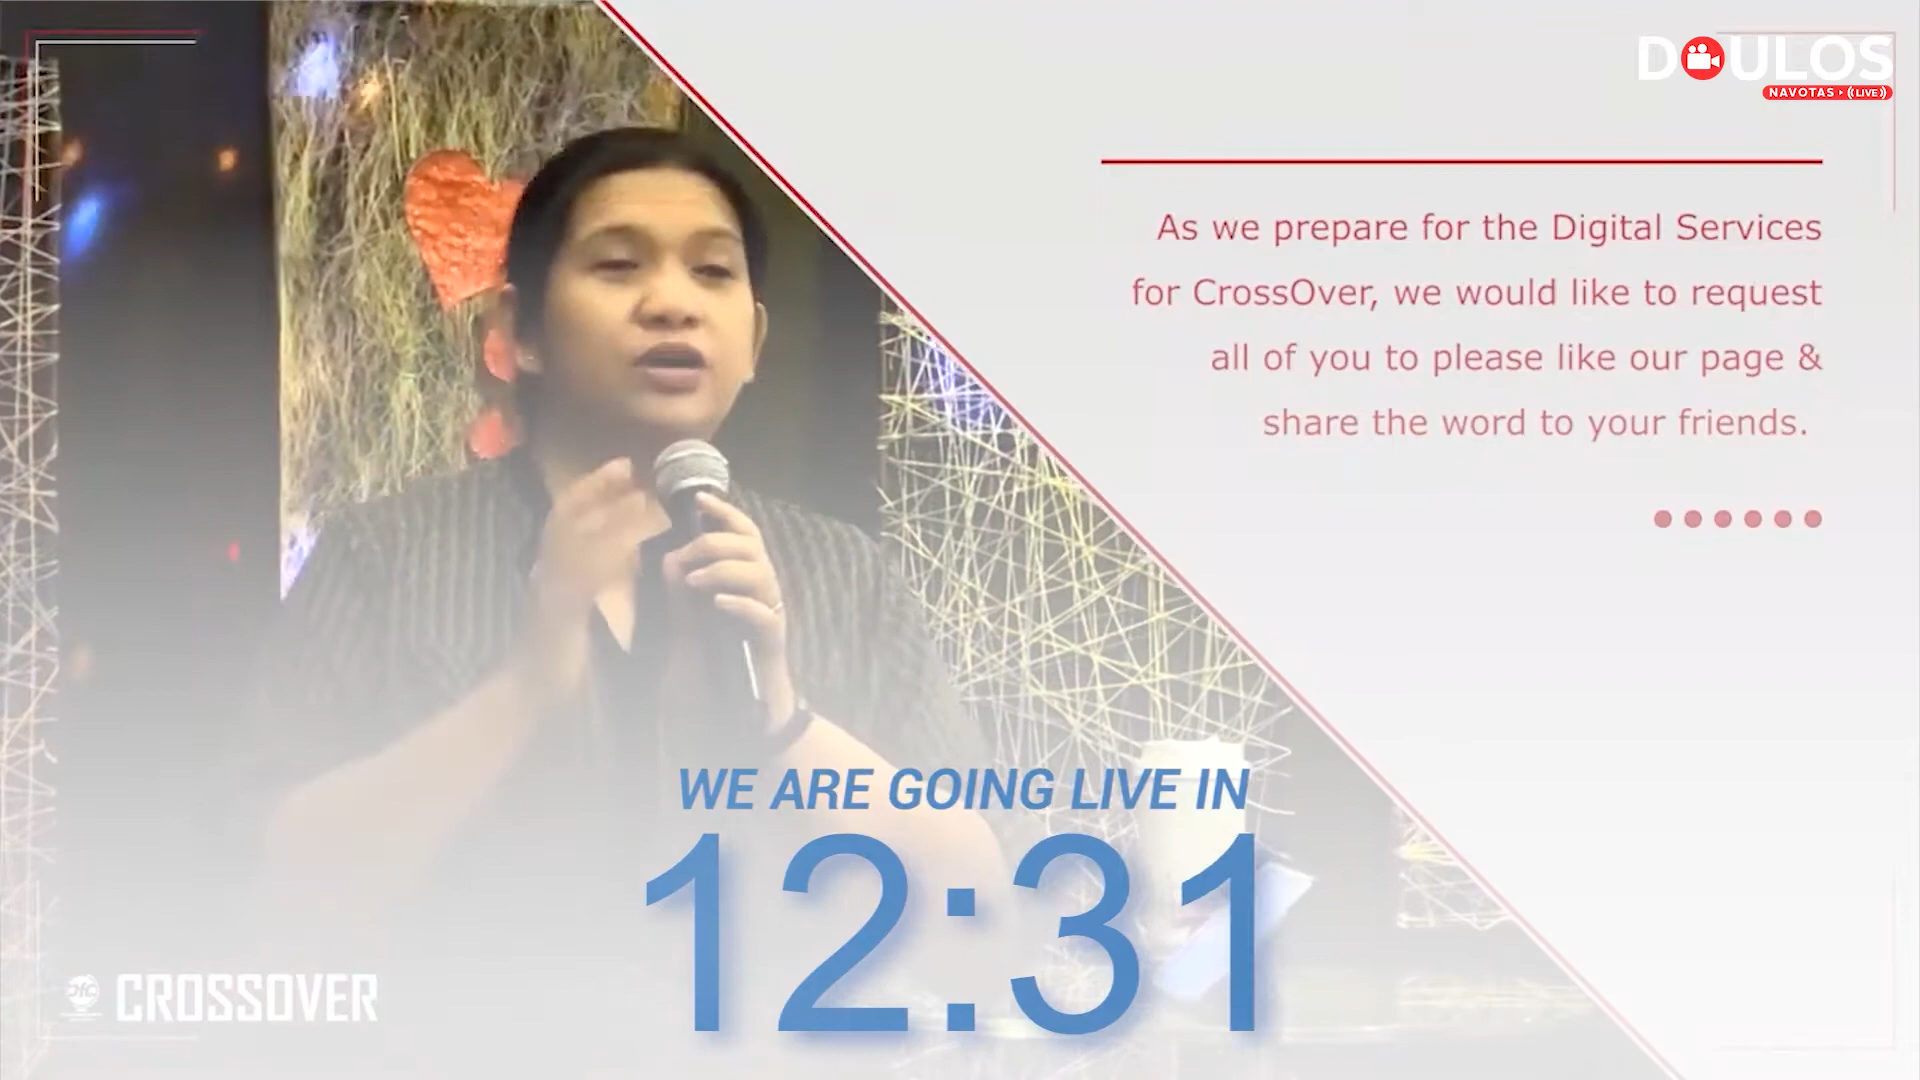 DOULOS
NAVOTAS ((LIVE))
As we prepare for the Digital Services
for CrossOver, we would like to request
all of you to please like our page &
share the word to your friends.
WE ARE GOING LIVE IN
12:31
CROSSOVER